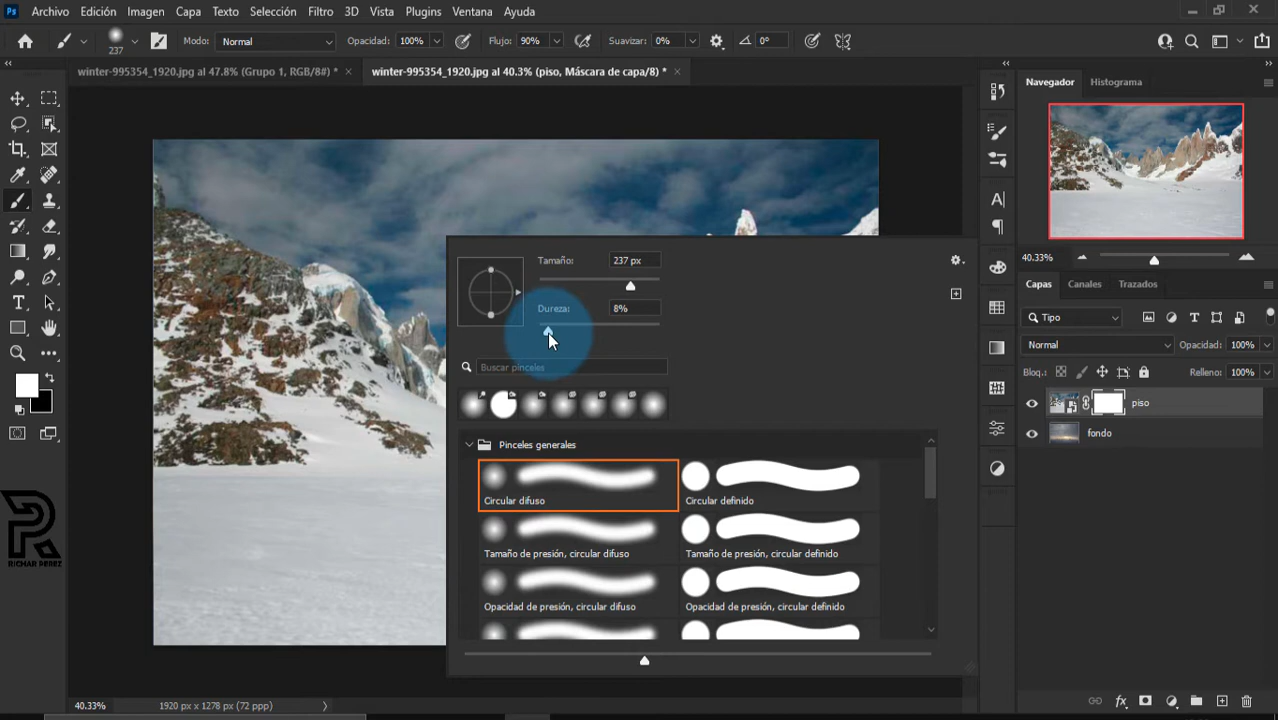 Ps Archivo Edición Imagen Capa Texto Selección Filtro 3D Vista Plugins Ventana Ayuda
237 Modo: Normal Opacidad: 100% Flujo: 90% Suavizar: 0% 0°
winter-995354_1920.jpg al 47.8% (Grupo 1, RGB/8#) * × winter-995354_1920.jpg al 40.3% (piso, Máscara de capa/8) * ×
Navegador Histograma
40.33%
Capas Canales Trazados
Tipo
Normal Opacidad: 100%
Bloq.: Relleno: 100%
piso
fondo
Tamaño: 237 px
Dureza: 8%
Buscar pinceles
Pinceles generales
Circular difuso Circular definido
Tamaño de presión, circular difuso Tamaño de presión, circular definido
Opacidad de presión, circular difuso Opacidad de presión, circular definido
RICHAR PEREZ
40.33% 1920 px x 1278 px (72 ppp)